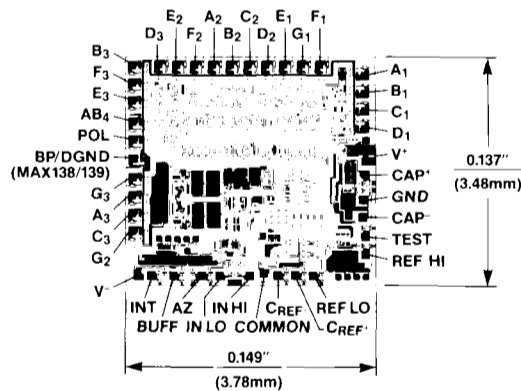 E₂ A₂ C₂ E₁ F₁
D₃ F₂ B₂ D₂ G₁
B₃
F₃
E₃
AB₄
POL
BP/DGND
(MAX138/139)
G₃
A₃
C₃
G₂
V⁻
A₁
B₁
C₁
D₁
V⁺
CAP⁺
GND
CAP⁻
TEST
REF HI
0.137"
(3.48mm)
INT AZ IN HI CREF⁻ REF LO
BUFF IN LO COMMON CREF⁺
0.149"
(3.78mm)